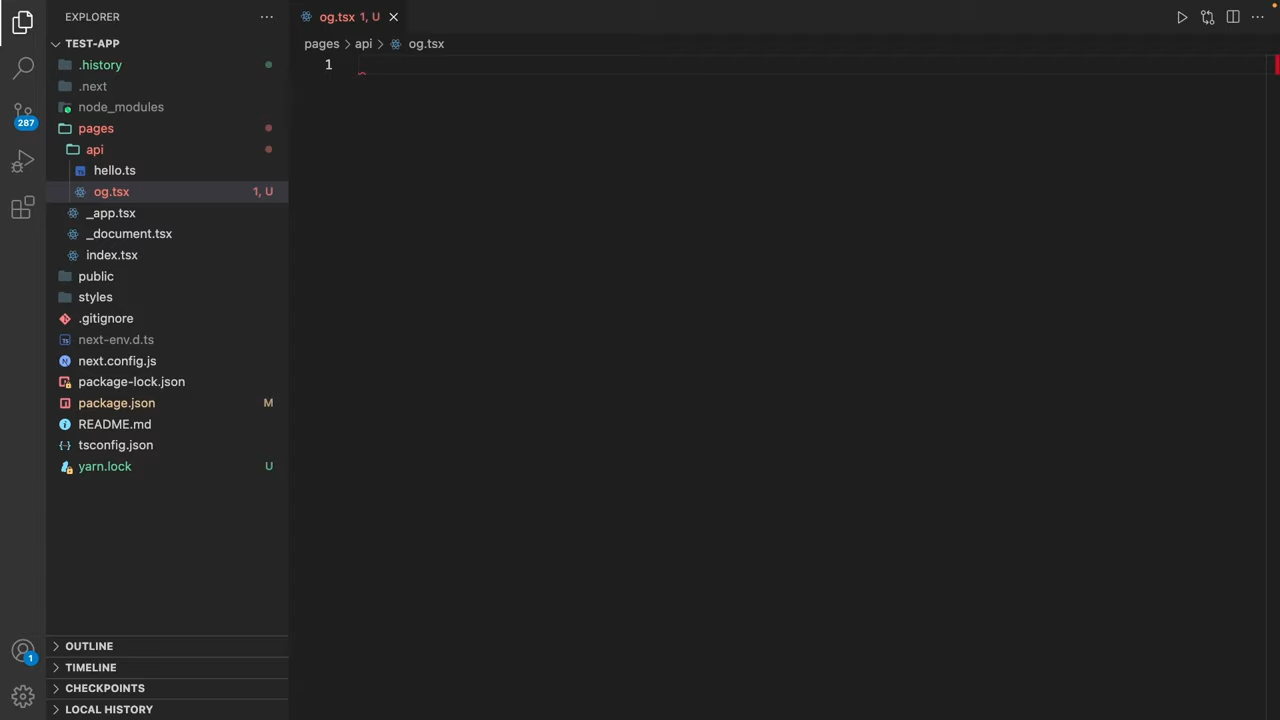 EXPLORER
TEST-APP
.history
.next
node_modules
pages
api
hello.ts
og.tsx 1, U
_app.tsx
_document.tsx
index.tsx
public
styles
.gitignore
next-env.d.ts
next.config.js
package-lock.json
package.json M
README.md
tsconfig.json
yarn.lock U
OUTLINE
TIMELINE
CHECKPOINTS
LOCAL HISTORY
287
1
og.tsx 1, U
pages > api > og.tsx
1